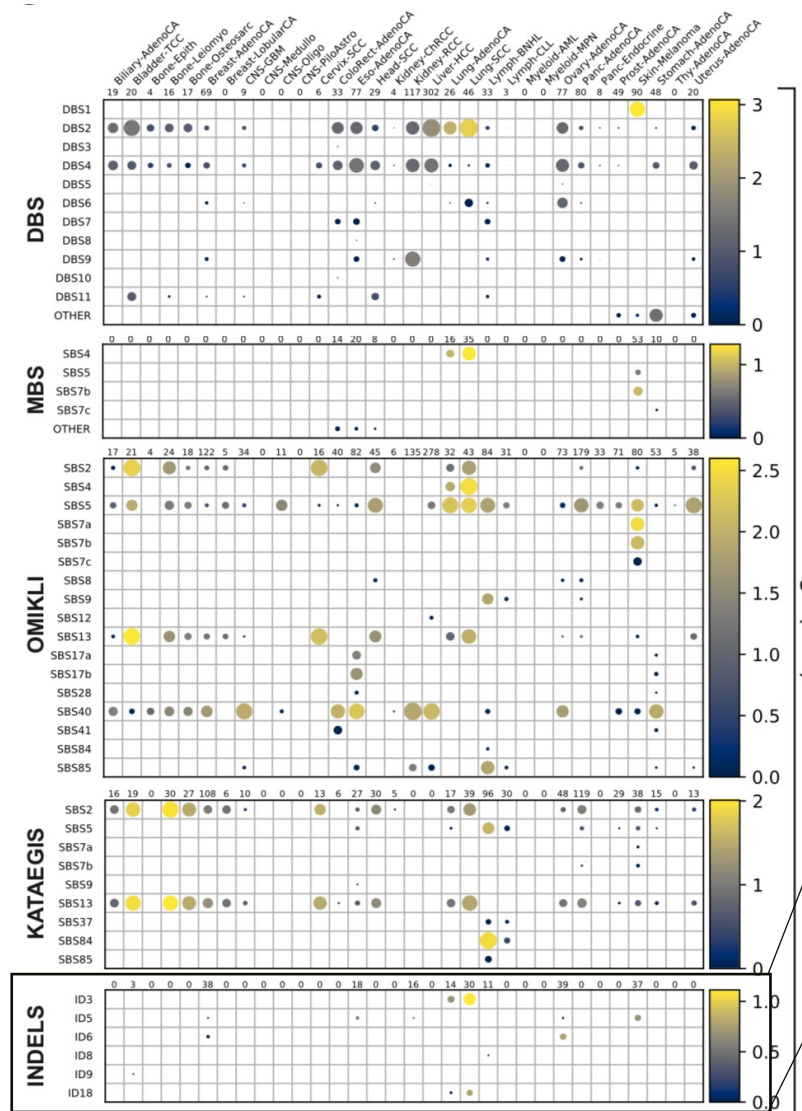 Biliary-AdenoCA
Bladder-TCC
Bone-Epith
Bone-Leiomyo
Bone-Osteosarc
Breast-AdenoCA
Breast-LobularCA
CNS-GBM
CNS-Medullo
CNS-Oligo
CNS-PiloAstro
Cervix-SCC
ColoRect-AdenoCA
Eso-AdenoCA
Head-SCC
Kidney-ChRCC
Kidney-RCC
Liver-HCC
Lung-AdenoCA
Lung-SCC
Lymph-BNHL
Lymph-CLL
Myeloid-AML
Myeloid-MPN
Ovary-AdenoCA
Panc-AdenoCA
Panc-Endocrine
Prost-AdenoCA
Skin-Melanoma
Stomach-AdenoCA
Thy-AdenoCA
Uterus-AdenoCA
19 20 4 16 17 69 0 9 0 0 0 6 33 77 29 4 117 302 26 46 33 3 0 0 77 80 8 4 90 48 0 20
DBS
DBS1
DBS2
DBS3
DBS4
DBS5
DBS6
DBS7
DBS8
DBS9
DBS10
DBS11
OTHER
3
2
1
0
0 0 0 0 0 0 0 0 0 0 0 0 14 20 8 0 0 0 16 35 0 0 0 0 0 0 0 0 53 10 0 0
MBS
SBS4
SBS5
SBS7b
SBS7c
OTHER
1
0
17 21 4 24 18 122 5 34 0 11 0 16 40 82 45 6 135 278 32 43 84 31 0 0 73 179 33 71 80 53 5 38
OMIKLI
SBS2
SBS4
SBS5
SBS7a
SBS7b
SBS7c
SBS8
SBS9
SBS12
SBS13
SBS17a
SBS17b
SBS28
SBS40
SBS41
SBS84
SBS85
2.5
2.0
1.5
1.0
0.5
0.0
16 19 0 30 27 108 6 10 0 0 0 13 6 27 30 5 0 0 17 39 96 30 0 0 48 119 0 29 38 15 0 13
KATAEGIS
SBS2
SBS5
SBS7a
SBS7b
SBS9
SBS13
SBS37
SBS84
SBS85
2
1
0
0 3 0 0 0 38 0 0 0 0 0 0 0 18 0 0 16 0 14 30 11 0 0 0 39 0 0 0 37 0 0 0
INDELS
ID3
ID5
ID6
ID8
ID9
ID18
1.0
0.5
0.0